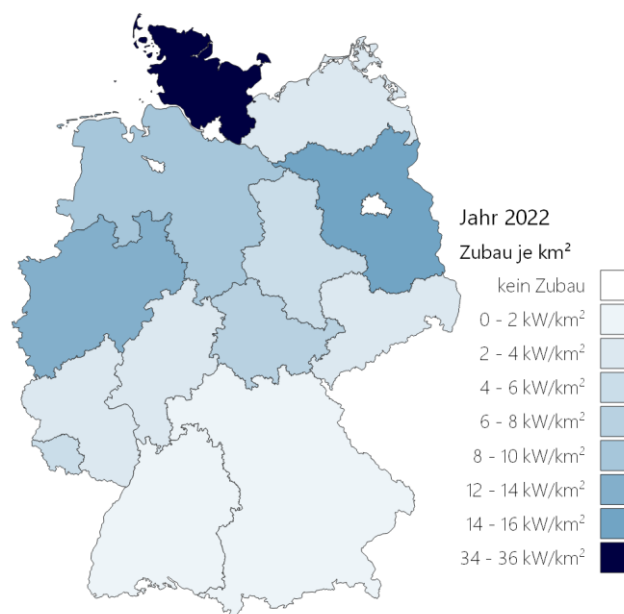 Jahr 2022
Zubau je km²
kein Zubau
0 - 2 kW/km²
2 - 4 kW/km²
4 - 6 kW/km²
6 - 8 kW/km²
8 - 10 kW/km²
12 - 14 kW/km²
14 - 16 kW/km²
34 - 36 kW/km²